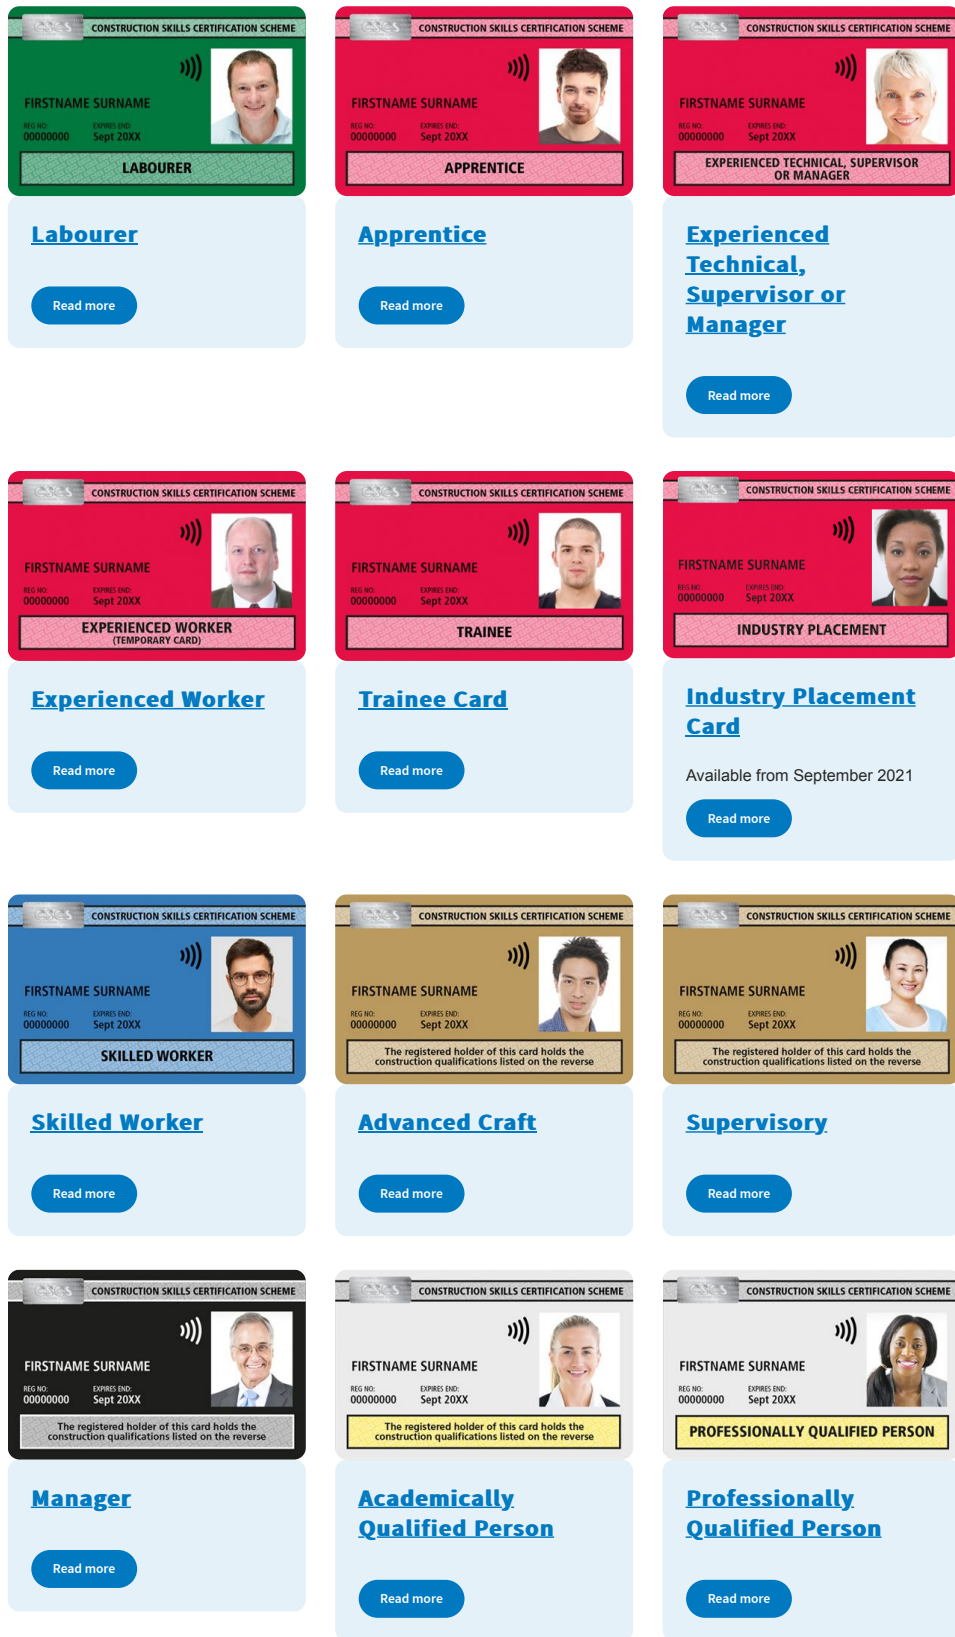 CONSTRUCTION SKILLS CERTIFICATION SCHEME
FIRSTNAME SURNAME
REG NO: EXPIRES END:
00000000 Sept 20XX
LABOURER
Labourer
Read more
CONSTRUCTION SKILLS CERTIFICATION SCHEME
FIRSTNAME SURNAME
REG NO: EXPIRES END:
00000000 Sept 20XX
APPRENTICE
Apprentice
Read more
CONSTRUCTION SKILLS CERTIFICATION SCHEME
FIRSTNAME SURNAME
REG NO: EXPIRES END:
00000000 Sept 20XX
EXPERIENCED TECHNICAL, SUPERVISOR
OR MANAGER
Experienced
Technical,
Supervisor or
Manager
Read more
CONSTRUCTION SKILLS CERTIFICATION SCHEME
FIRSTNAME SURNAME
REG NO: EXPIRES END:
00000000 Sept 20XX
EXPERIENCED WORKER
(TEMPORARY CARD)
Experienced Worker
Read more
CONSTRUCTION SKILLS CERTIFICATION SCHEME
FIRSTNAME SURNAME
REG NO: EXPIRES END:
00000000 Sept 20XX
TRAINEE
Trainee Card
Read more
CONSTRUCTION SKILLS CERTIFICATION SCHEME
FIRSTNAME SURNAME
REG NO: EXPIRES END:
00000000 Sept 20XX
INDUSTRY PLACEMENT
Industry Placement
Card
Available from September 2021
Read more
CONSTRUCTION SKILLS CERTIFICATION SCHEME
FIRSTNAME SURNAME
REG NO: EXPIRES END:
00000000 Sept 20XX
SKILLED WORKER
Skilled Worker
Read more
CONSTRUCTION SKILLS CERTIFICATION SCHEME
FIRSTNAME SURNAME
REG NO: EXPIRES END:
00000000 Sept 20XX
The registered holder of this card holds the
construction qualifications listed on the reverse
Advanced Craft
Read more
CONSTRUCTION SKILLS CERTIFICATION SCHEME
FIRSTNAME SURNAME
REG NO: EXPIRES END:
00000000 Sept 20XX
The registered holder of this card holds the
construction qualifications listed on the reverse
Supervisory
Read more
CONSTRUCTION SKILLS CERTIFICATION SCHEME
FIRSTNAME SURNAME
REG NO: EXPIRES END:
00000000 Sept 20XX
The registered holder of this card holds the
construction qualifications listed on the reverse
Manager
Read more
CONSTRUCTION SKILLS CERTIFICATION SCHEME
FIRSTNAME SURNAME
REG NO: EXPIRES END:
00000000 Sept 20XX
The registered holder of this card holds the
construction qualifications listed on the reverse
Academically
Qualified Person
Read more
CONSTRUCTION SKILLS CERTIFICATION SCHEME
FIRSTNAME SURNAME
REG NO: EXPIRES END:
00000000 Sept 20XX
PROFESSIONALLY QUALIFIED PERSON
Professionally
Qualified Person
Read more